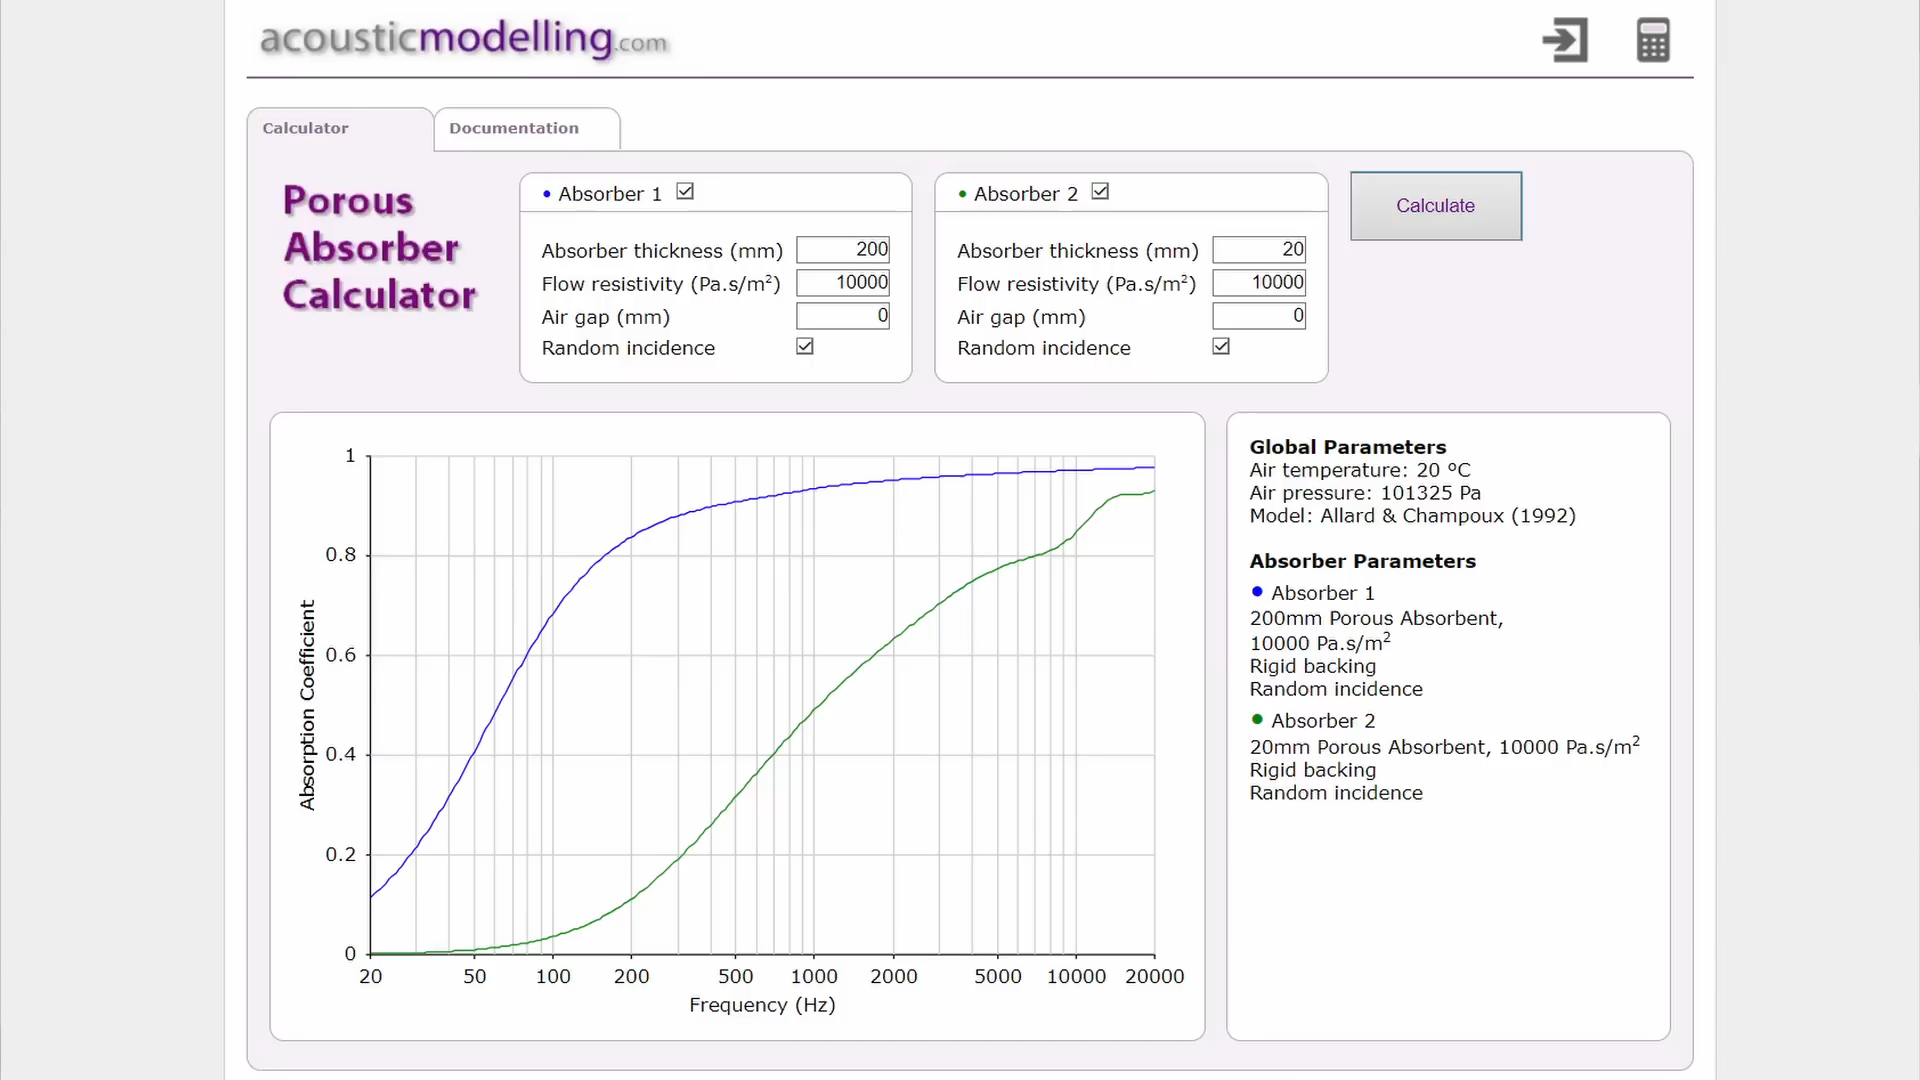 acousticmodelling.com
Calculator
Documentation
Porous
Absorber
Calculator
Absorber 1
Absorber thickness (mm) 200
Flow resistivity (Pa.s/m²) 10000
Air gap (mm) 0
Random incidence
Absorber 2
Absorber thickness (mm) 20
Flow resistivity (Pa.s/m²) 10000
Air gap (mm) 0
Random incidence
Calculate
1
0.8
0.6
0.4
0.2
0
Absorption Coefficient
20 50 100 200 500 1000 2000 5000 10000 20000
Frequency (Hz)
Global Parameters
Air temperature: 20 ºC
Air pressure: 101325 Pa
Model: Allard & Champoux (1992)
Absorber Parameters
Absorber 1
200mm Porous Absorbent,
10000 Pa.s/m²
Rigid backing
Random incidence
Absorber 2
20mm Porous Absorbent, 10000 Pa.s/m²
Rigid backing
Random incidence